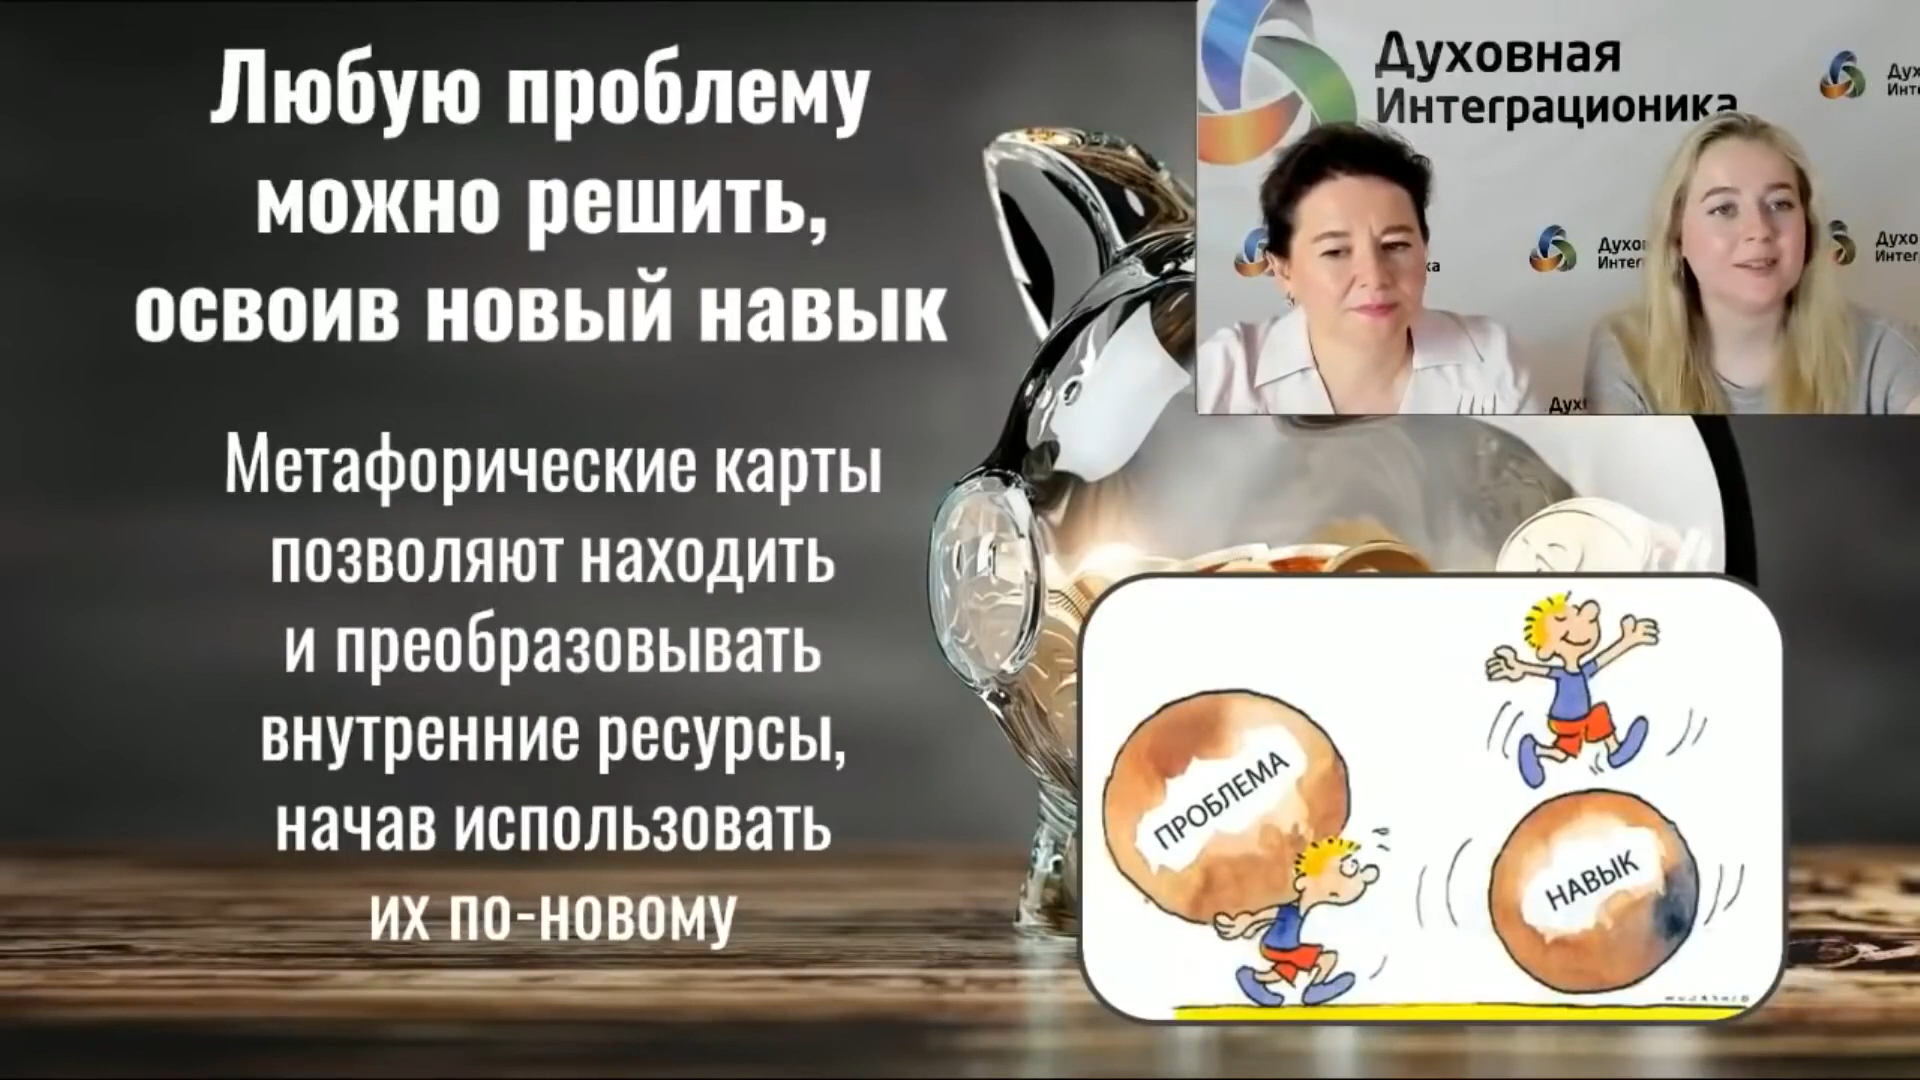 Любую проблему
можно решить,
освоив новый навык
Метафорические карты
позволяют находить
и преобразовывать
внутренние ресурсы,
начав использовать
их по-новому
Духовная
Интеграционика
ПРОБЛЕМА
НАВЫК